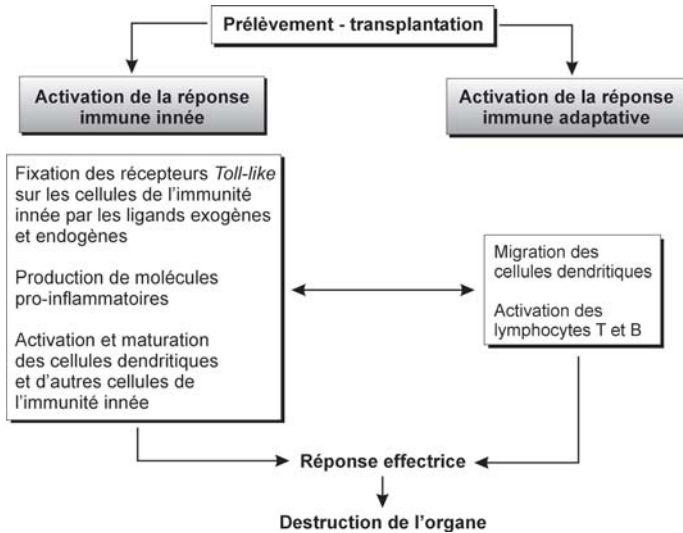 Prélèvement - transplantation
Activation de la réponse
immune innée
Activation de la réponse
immune adaptative
Fixation des récepteurs Toll-like
sur les cellules de l'immunité
innée par les ligands exogènes
et endogènes
Production de molécules
pro-inflammatoires
Activation et maturation
des cellules dendritiques
et d'autres cellules de
l'immunité innée
Migration des
cellules dendritiques
Activation des
lymphocytes T et B
Réponse effectrice
Destruction de l'organe